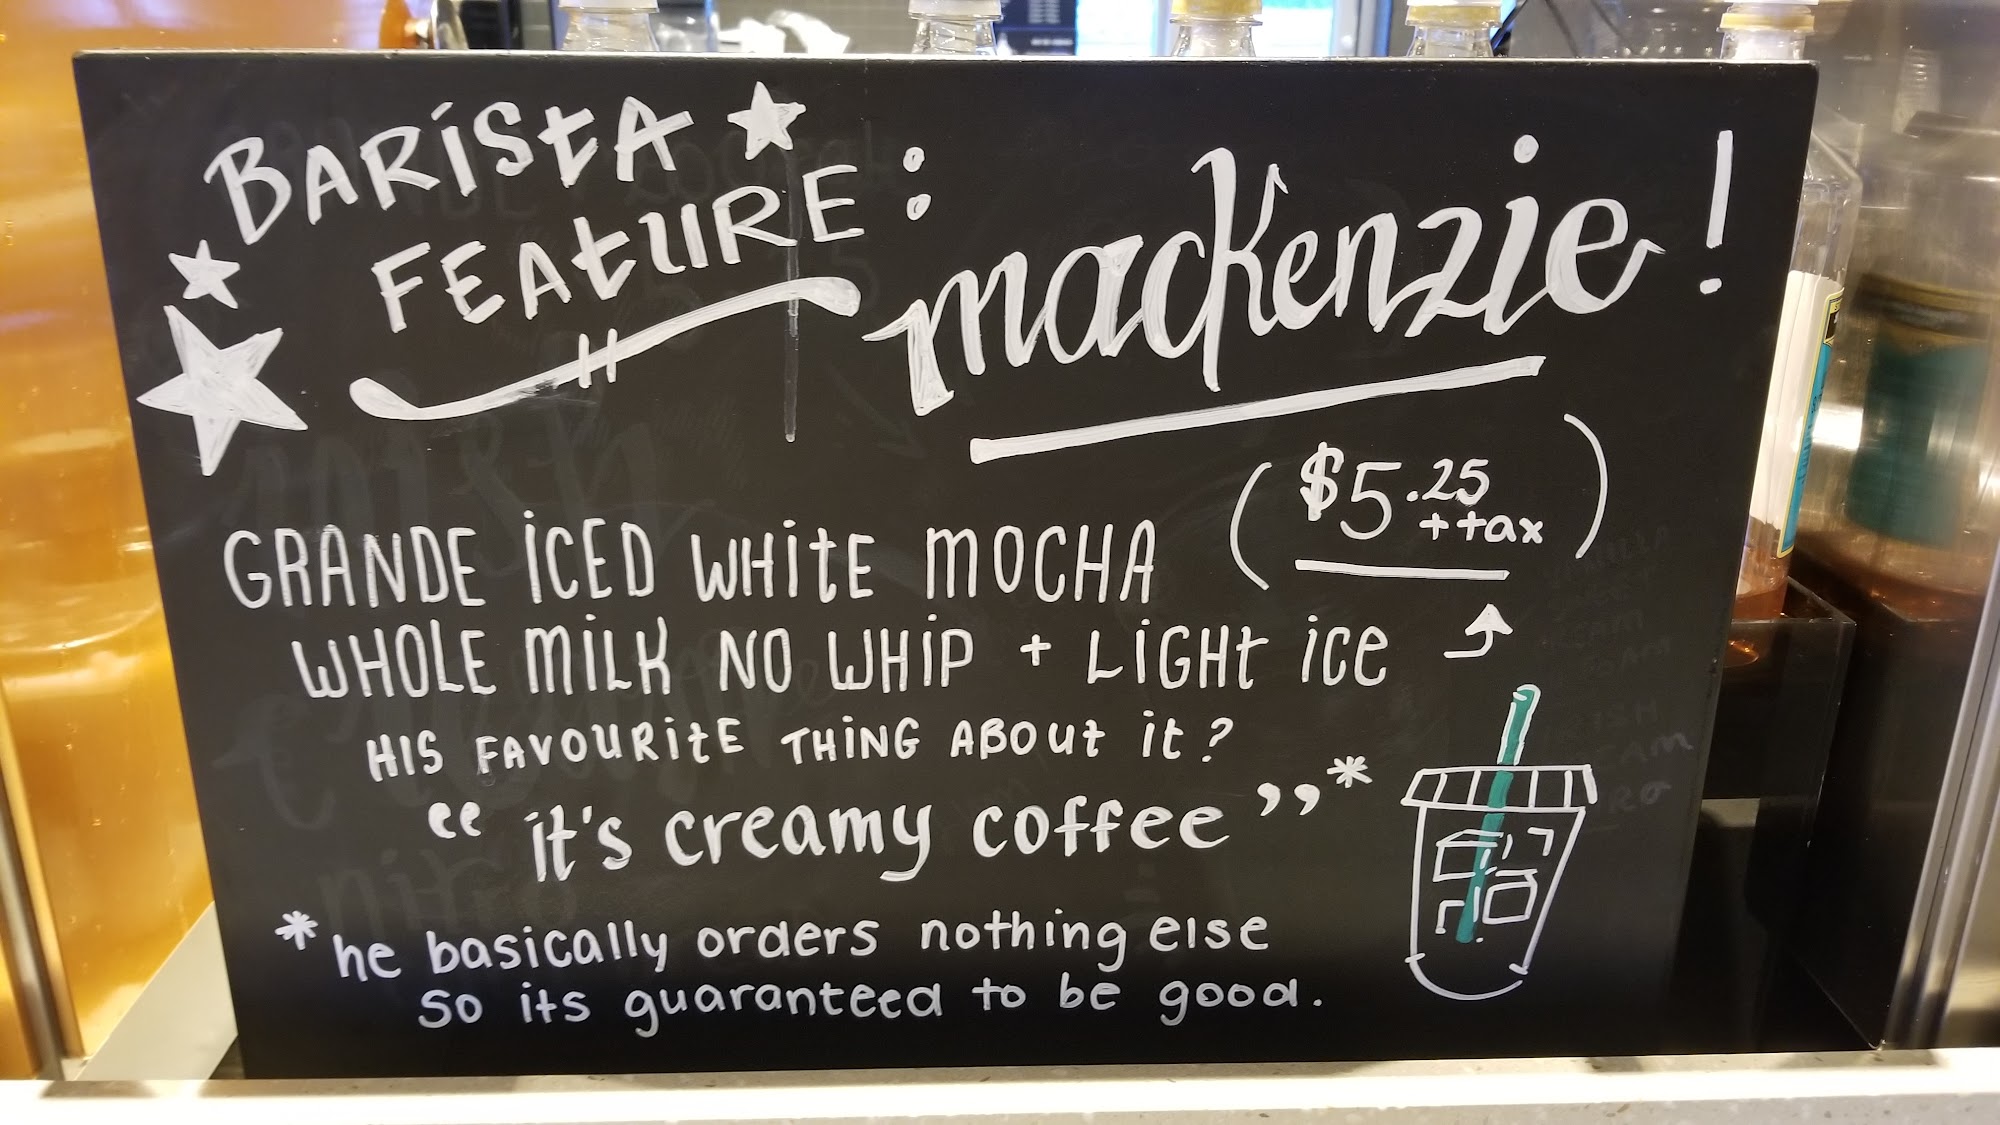 BARISTA
FEATURE:
mackenzie!
($5.25
+ tax)
GRANDE ICED WHITE MOCHA
WHOLE MILK NO WHIP + LIGHT ICE
HIS FAVOURITE THING ABOUT IT?
"it's creamy coffee"*
*he basically orders nothing else
so its guaranteed to be good.